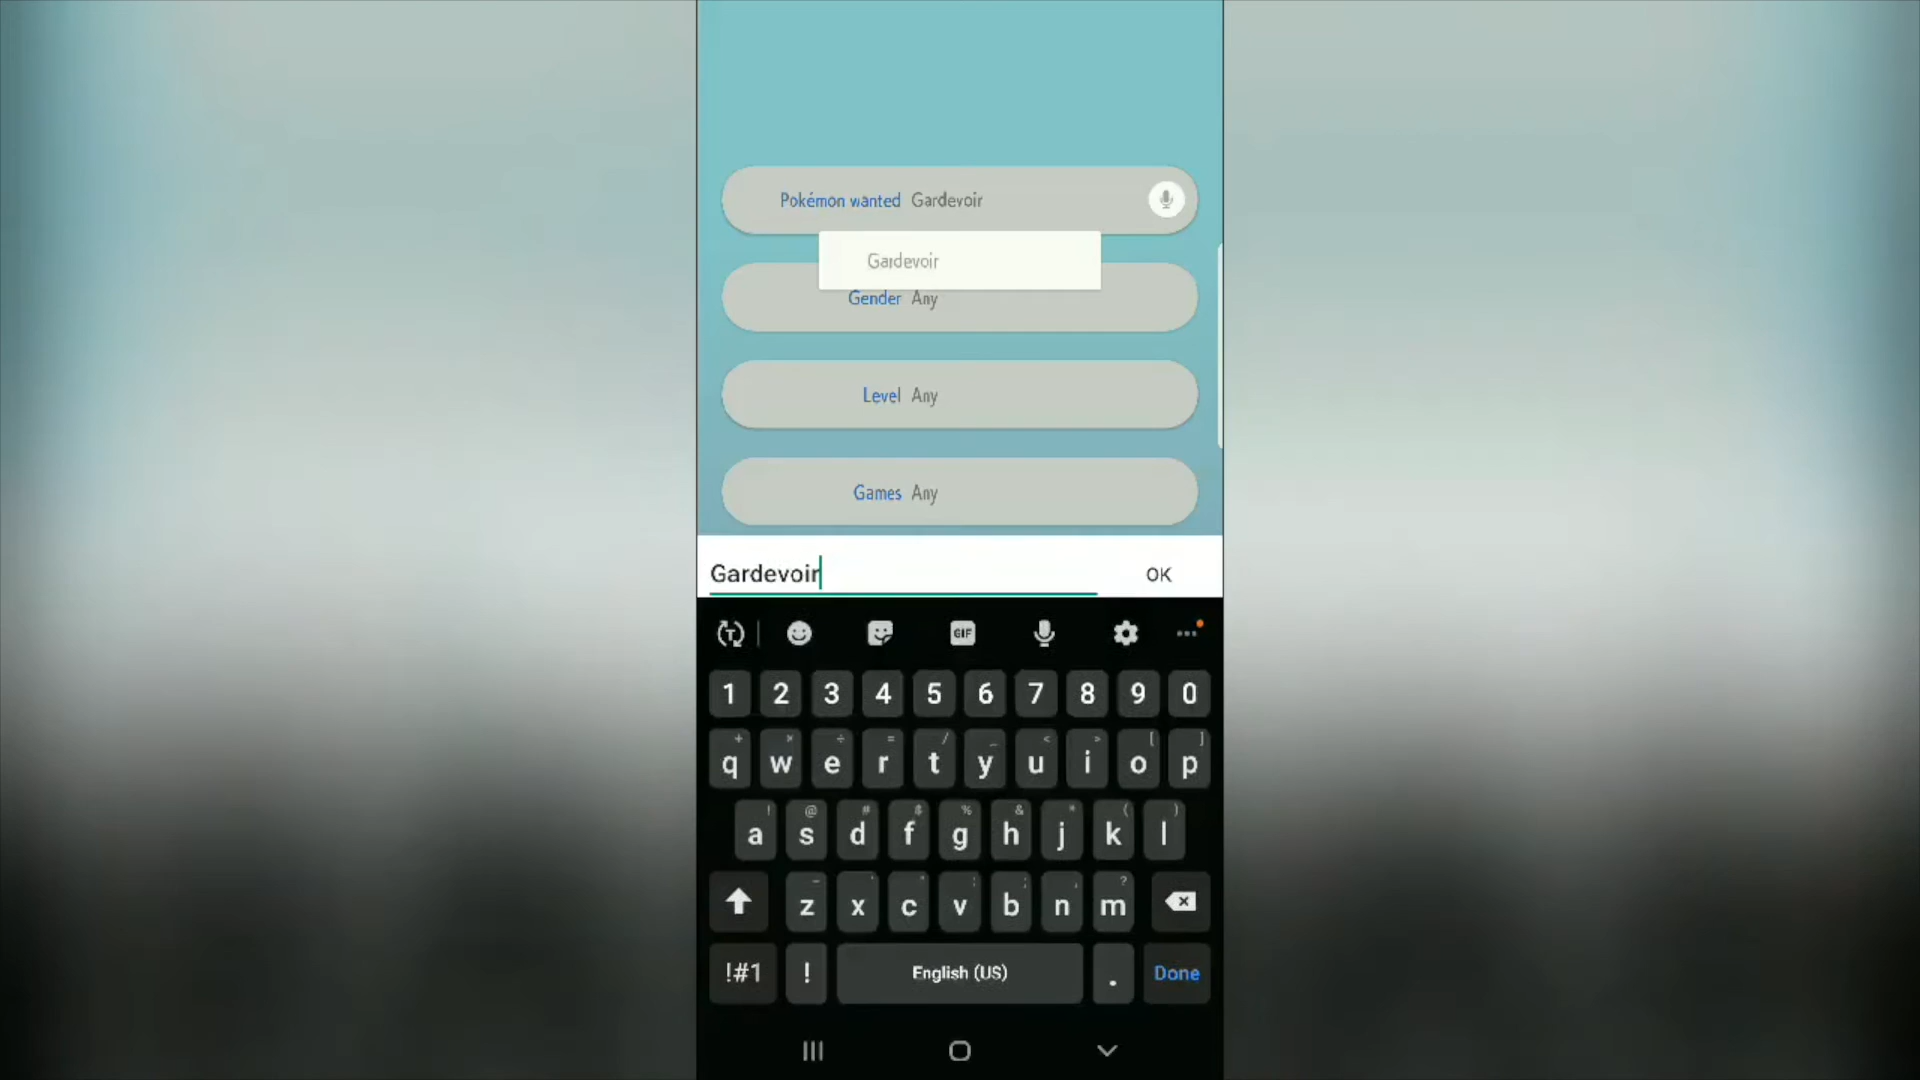 Pokémon wanted Gardevoir
Gardevoir
Gender Any
Level Any
Games Any
Gardevoir OK
T GIF
1 2 3 4 5 6 7 8 9 0
+ × ÷ = / _ < > [ ]
q w e r t y u i o p
! @ # $ % & * ( )
a s d f g h j k l
- ' " : ; , ?
z x c v b n m
!#1 ! English (US) . Done